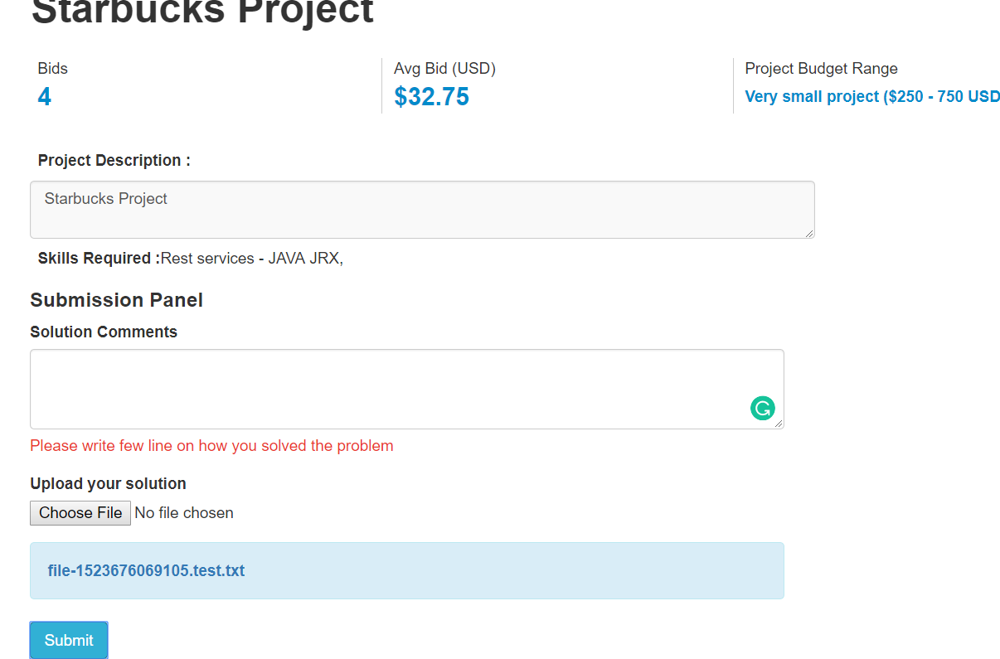 Starbucks Project
Bids
4
Avg Bid (USD)
$32.75
Project Budget Range
Very small project ($250 - 750 USD
Project Description :
Starbucks Project
Skills Required :Rest services - JAVA JRX,
Submission Panel
Solution Comments
Please write few line on how you solved the problem
Upload your solution
Choose File No file chosen
file-1523676069105.test.txt
Submit